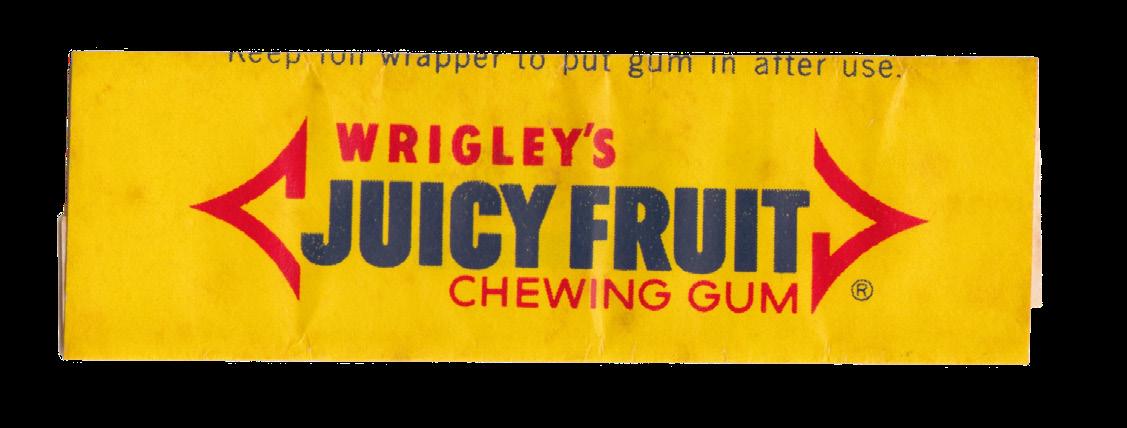 Keep foil wrapper to put gum in after use.
WRIGLEY'S
JUICY FRUIT
CHEWING GUM
®